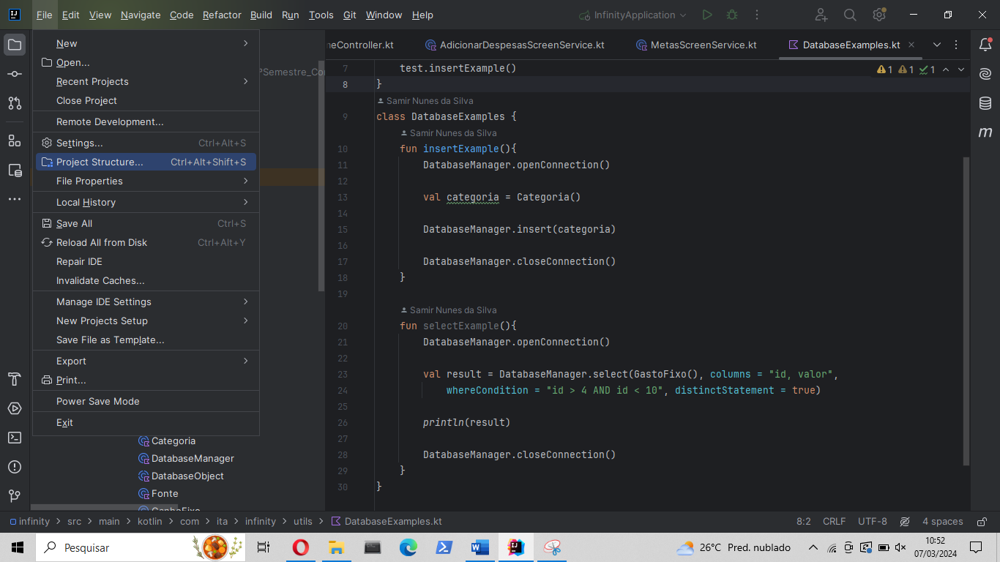 File Edit View Navigate Code Refactor Build Run Tools Git Window Help
InfinityApplication
New
Open...
Recent Projects
Close Project
Remote Development...
Settings... Ctrl+Alt+S
Project Structure... Ctrl+Alt+Shift+S
File Properties
Local History
Save All Ctrl+S
Reload All from Disk Ctrl+Alt+Y
Repair IDE
Invalidate Caches...
Manage IDE Settings
New Projects Setup
Save File as Template...
Export
Print...
Power Save Mode
Exit
PSemestre_Co
Categoria
DatabaseManager
DatabaseObject
Fonte
GanhoFixo
meController.kt AdicionarDespesasScreenService.kt MetasScreenService.kt DatabaseExamples.kt
1 1 1
7 test.insertExample()
8 }
Samir Nunes da Silva
9 class DatabaseExamples {
Samir Nunes da Silva
10 fun insertExample(){
11 DatabaseManager.openConnection()
12
13 val categoria = Categoria()
14
15 DatabaseManager.insert(categoria)
16
17 DatabaseManager.closeConnection()
18 }
19
Samir Nunes da Silva
20 fun selectExample(){
21 DatabaseManager.openConnection()
22
23 val result = DatabaseManager.select(GastoFixo(), columns = "id, valor",
24 whereCondition = "id > 4 AND id < 10", distinctStatement = true)
25
26 println(result)
27
28 DatabaseManager.closeConnection()
29 }
30 }
m
infinity > src > main > kotlin > com > ita > infinity > utils > DatabaseExamples.kt
8:2 CRLF UTF-8 4 spaces
Pesquisar
26°C Pred. nublado
10:52
07/03/2024